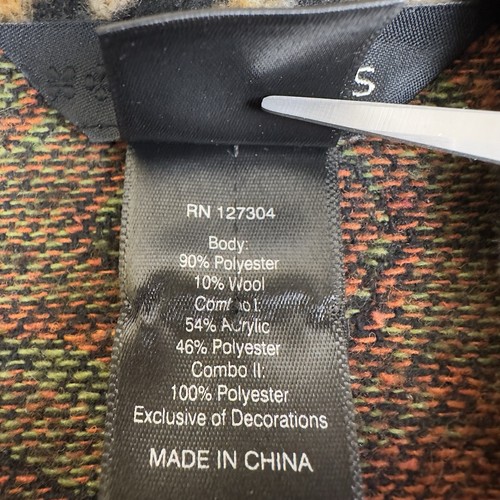 S
RN 127304
Body:
90% Polyester
10% Wool
Combo I:
54% Acrylic
46% Polyester
Combo II:
100% Polyester
Exclusive of Decorations
MADE IN CHINA